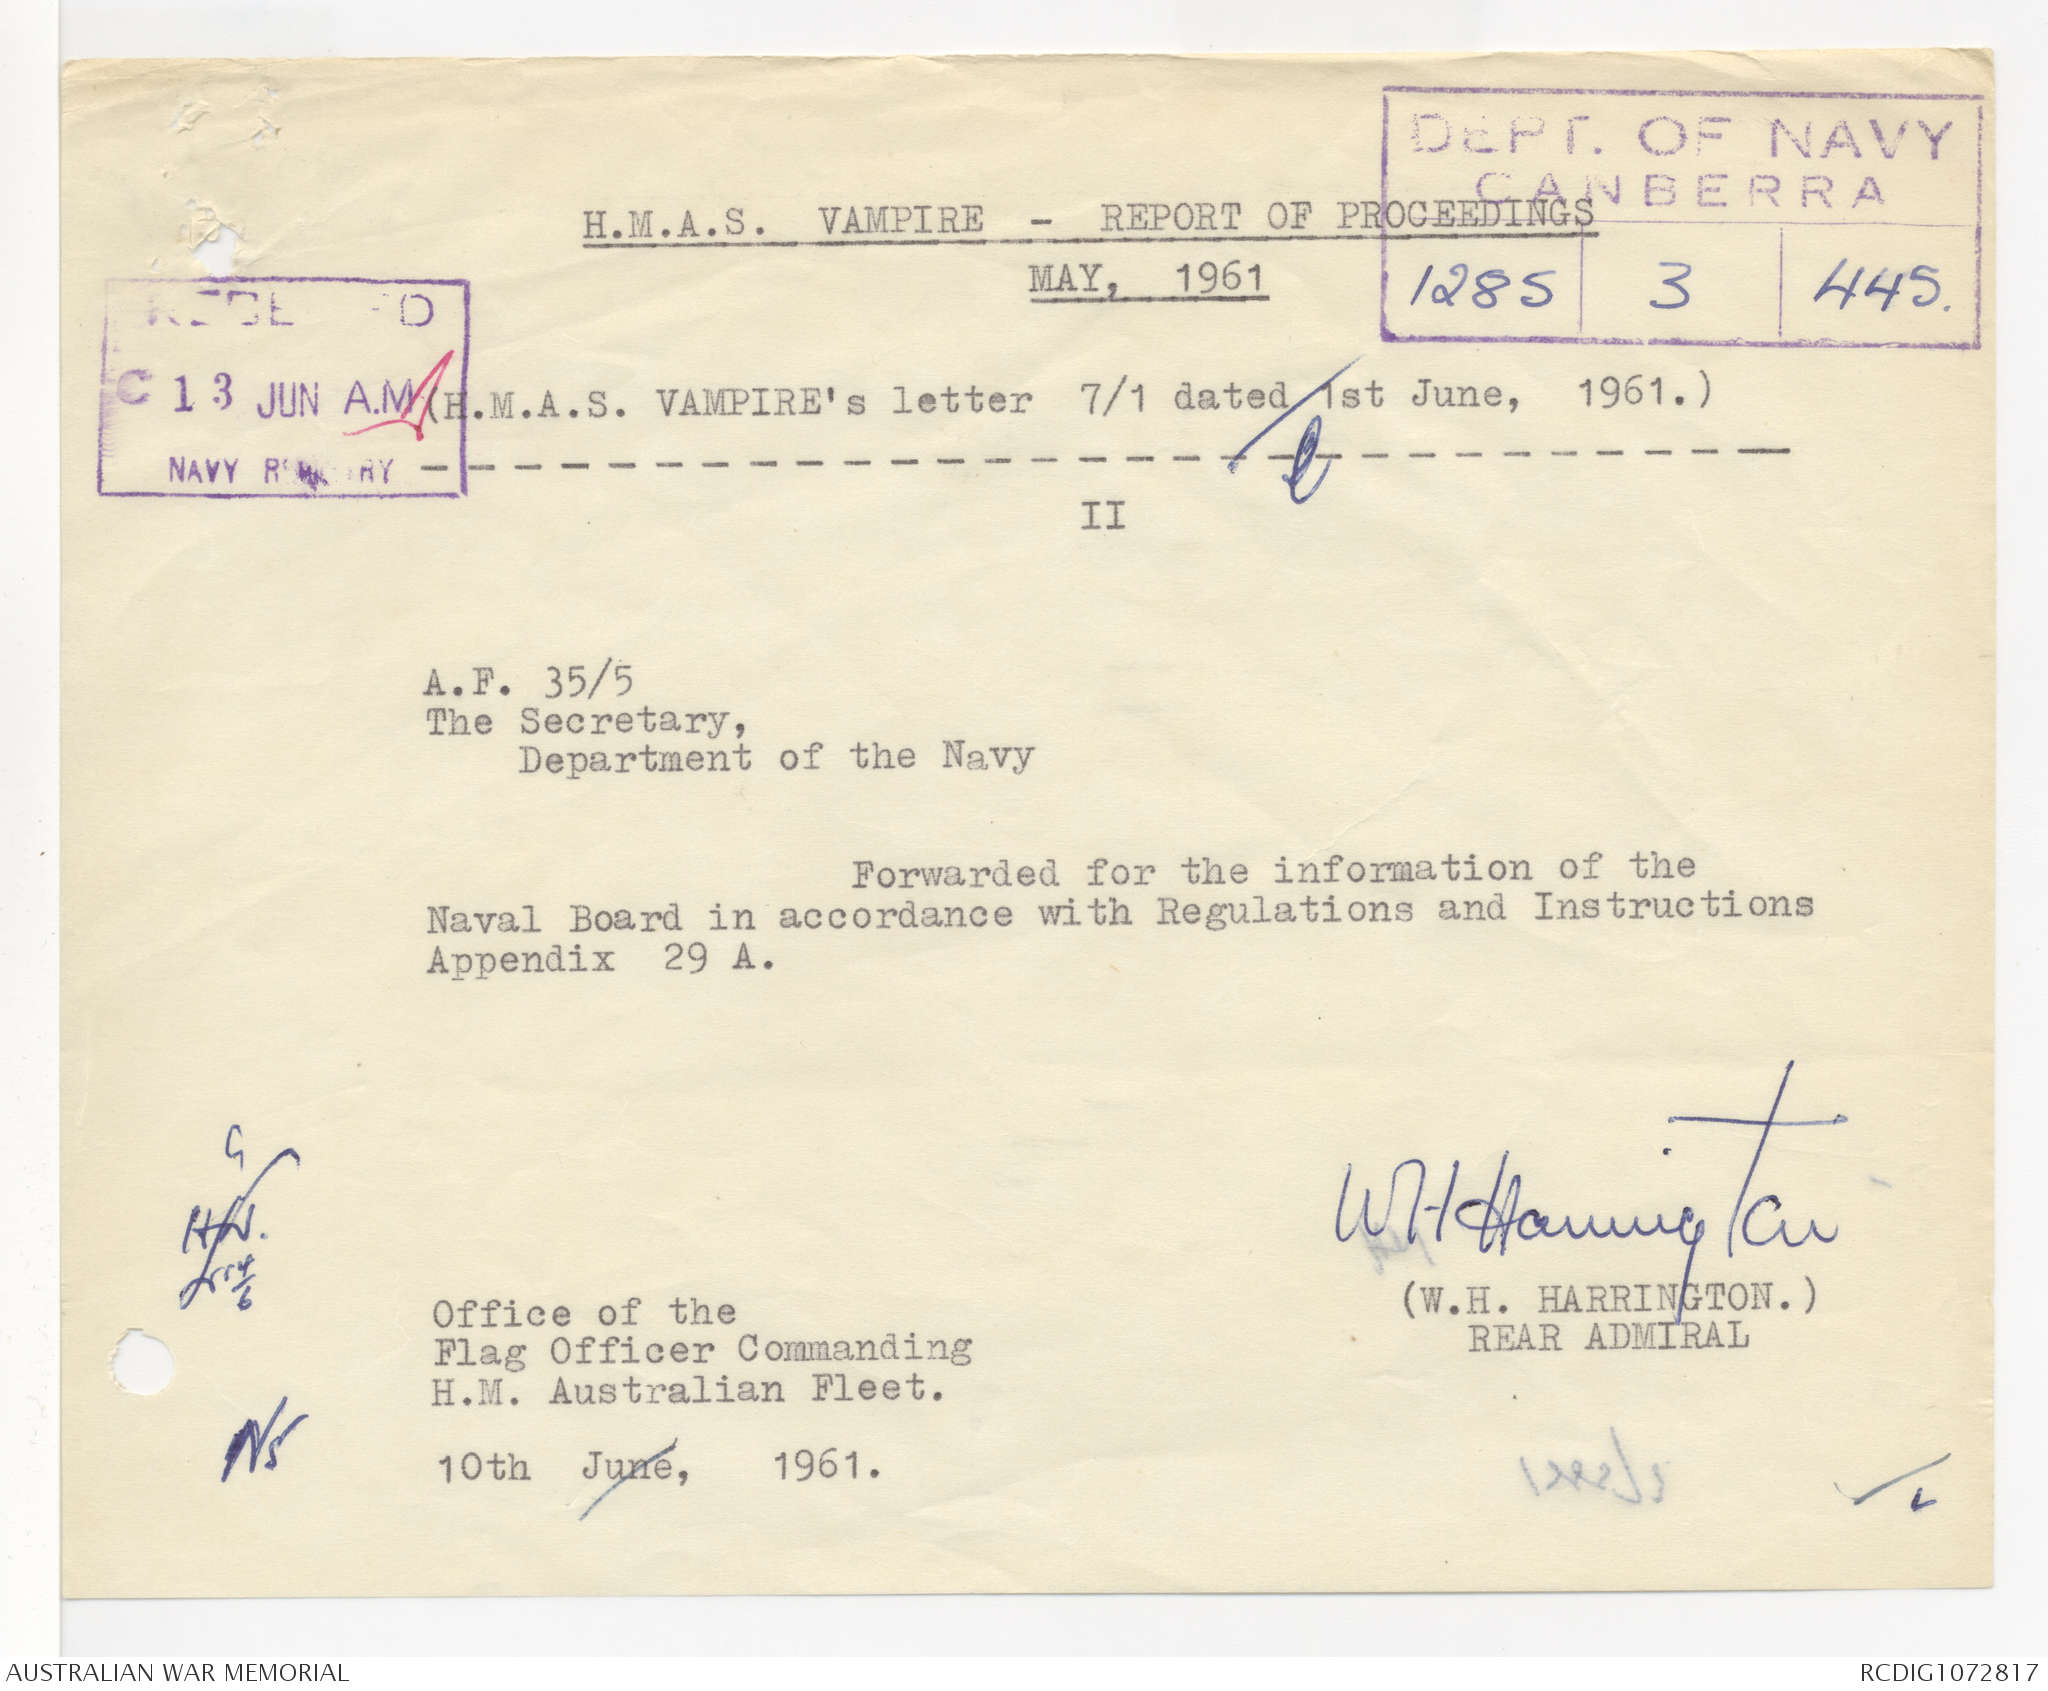 DEPT. OF NAVY
CANBERRA
1285 3 445.
H.M.A.S. VAMPIRE - REPORT OF PROCEEDINGS
MAY, 1961
RECEIVED
C 13 JUN A.M.
NAVY REGISTRY
(H.M.A.S. VAMPIRE's letter 7/1 dated 1st June, 1961.)
II
A.F. 35/5
The Secretary,
Department of the Navy
Forwarded for the information of the
Naval Board in accordance with Regulations and Instructions
Appendix 29 A.
WHHarrington
(W.H. HARRINGTON.)
REAR ADMIRAL
Office of the
Flag Officer Commanding
H.M. Australian Fleet.
10th June, 1961.
AUSTRALIAN WAR MEMORIAL
RCDIG1072817